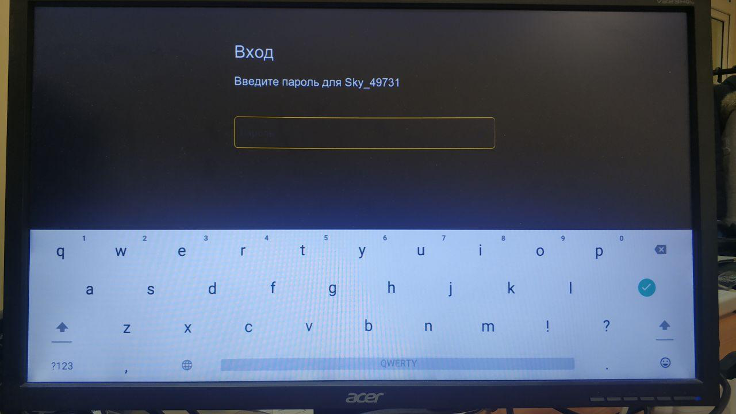 Вход
Введите пароль для Sky_49731
1 2 3 4 5 6 7 8 9 0
q w e r t y u i o p
a s d f g h j k l
z x c v b n m ! ?
?123 , QWERTY .
acer